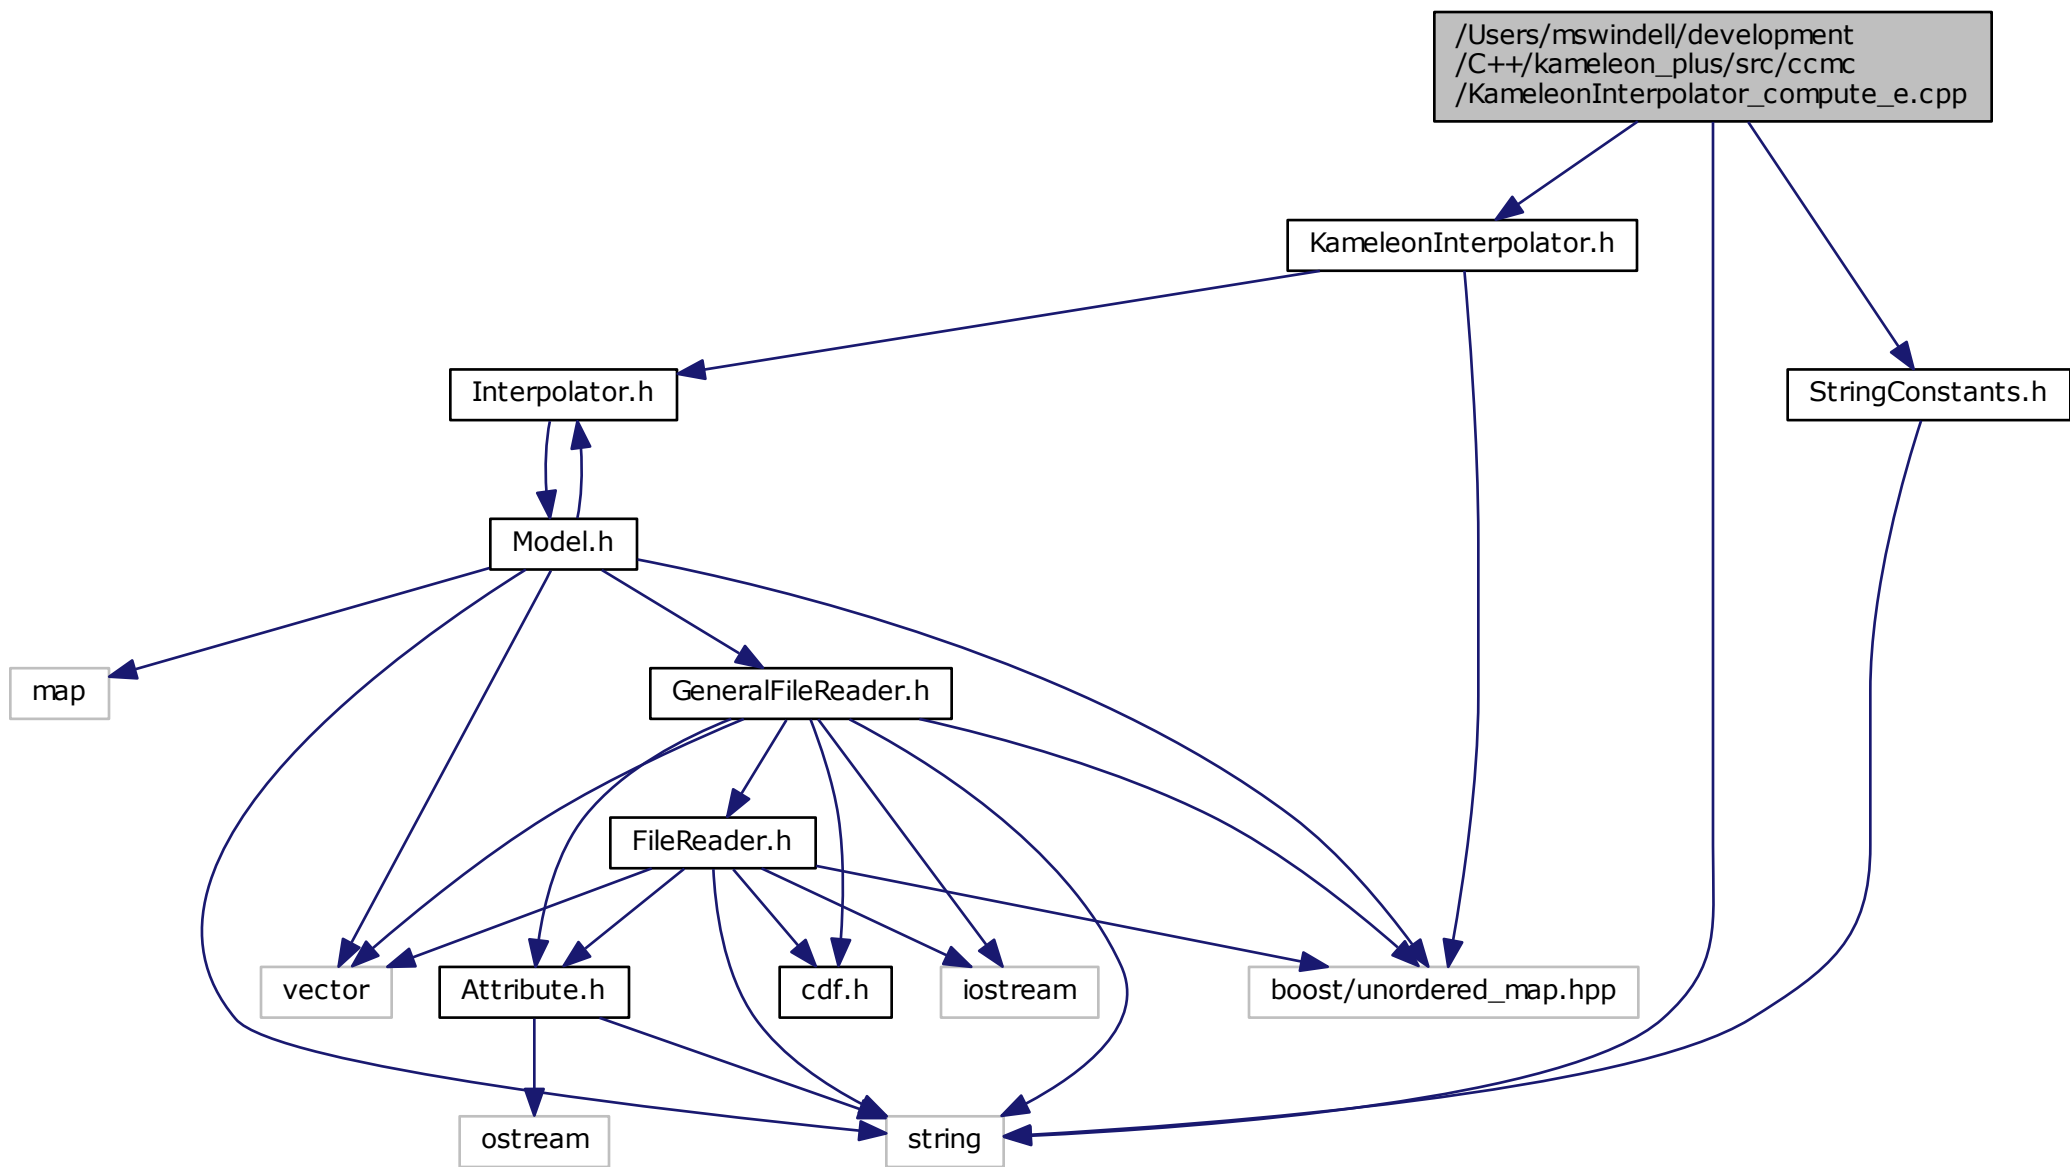 /Users/mswindell/development
/C++/kameleon_plus/src/ccmc
/KameleonInterpolator_compute_e.cpp
KameleonInterpolator.h
Interpolator.h
StringConstants.h
Model.h
map
GeneralFileReader.h
FileReader.h
vector
Attribute.h
cdf.h
iostream
boost/unordered_map.hpp
ostream
string